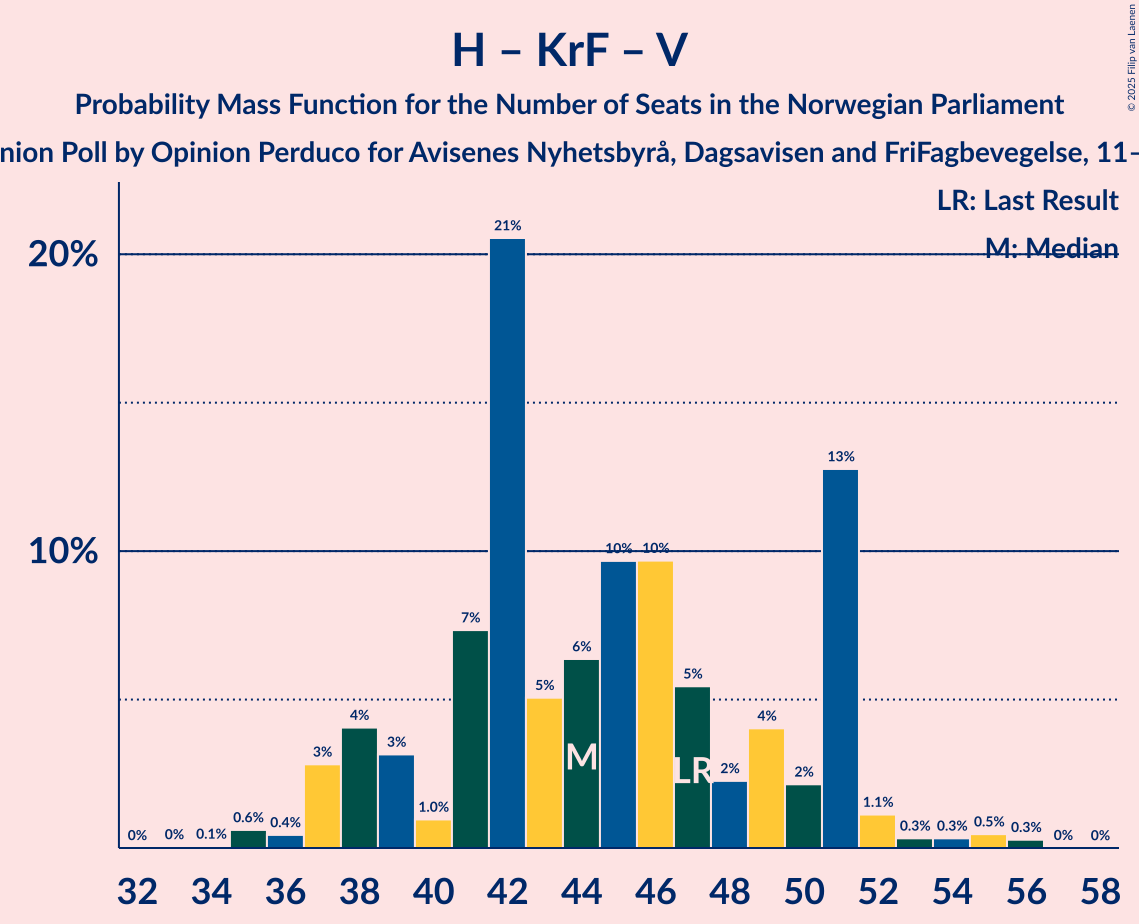 H – KrF – V
Probability Mass Function for the Number of Seats in the Norwegian Parliament
nion Poll by Opinion Perduco for Avisenes Nyhetsbyrå, Dagsavisen and FriFagbevegelse, 11–
© 2025 Filip van Laenen
LR: Last Result
M: Median
20%
10%
0% 0% 0.1% 0.6% 0.4% 3% 4% 3% 1.0% 7% 21% 5% 6% 10% 10% 5% 2% 4% 2% 13% 1.1% 0.3% 0.3% 0.5% 0.3% 0% 0%
M LR
32 34 36 38 40 42 44 46 48 50 52 54 56 58